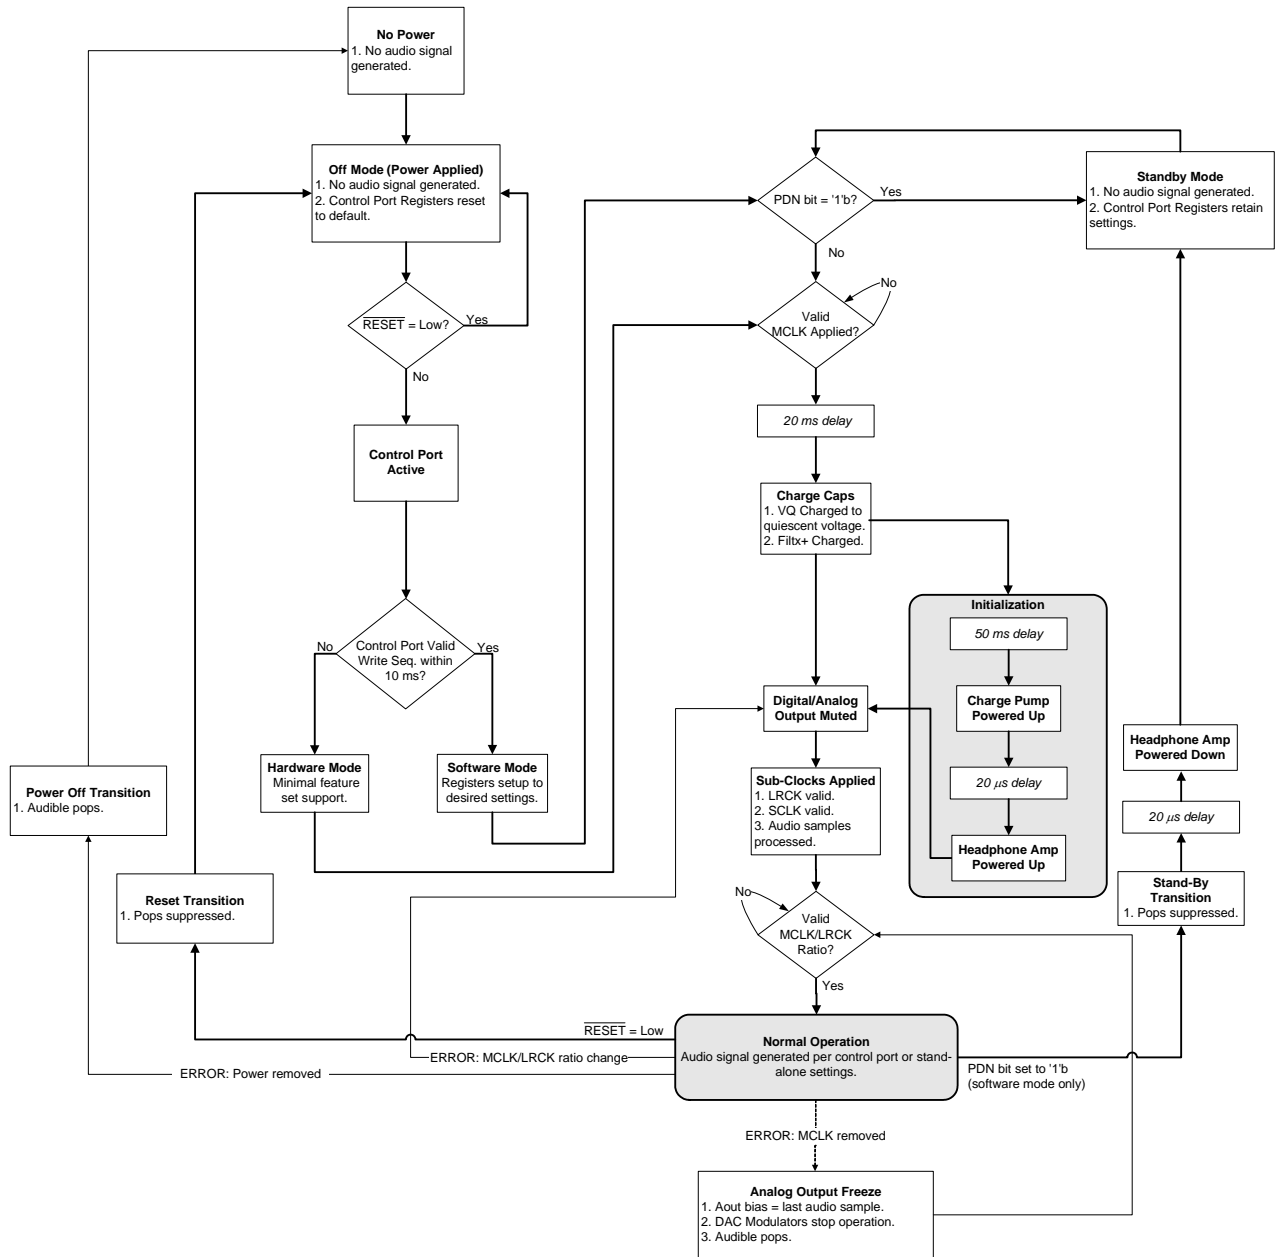 No Power
1. No audio signal
generated.
Off Mode (Power Applied)
1. No audio signal generated.
2. Control Port Registers reset
to default.
RESET = Low?
Yes
No
Control Port
Active
No
Control Port Valid
Write Seq. within
10 ms?
Yes
Hardware Mode
Minimal feature
set support.
Software Mode
Registers setup to
desired settings.
Power Off Transition
1. Audible pops.
Reset Transition
1. Pops suppressed.
PDN bit = '1'b?
Yes
No
Standby Mode
1. No audio signal generated.
2. Control Port Registers retain
settings.
Valid
MCLK Applied?
No
20 ms delay
Charge Caps
1. VQ Charged to
quiescent voltage.
2. Filtx+ Charged.
Initialization
50 ms delay
Charge Pump
Powered Up
20 μs delay
Headphone Amp
Powered Up
Digital/Analog
Output Muted
Sub-Clocks Applied
1. LRCK valid.
2. SCLK valid.
3. Audio samples
processed.
No
Valid
MCLK/LRCK
Ratio?
Yes
Headphone Amp
Powered Down
20 μs delay
Stand-By
Transition
1. Pops suppressed.
RESET = Low
ERROR: MCLK/LRCK ratio change
ERROR: Power removed
Normal Operation
Audio signal generated per control port or stand-
alone settings.
PDN bit set to '1'b
(software mode only)
ERROR: MCLK removed
Analog Output Freeze
1. Aout bias = last audio sample.
2. DAC Modulators stop operation.
3. Audible pops.